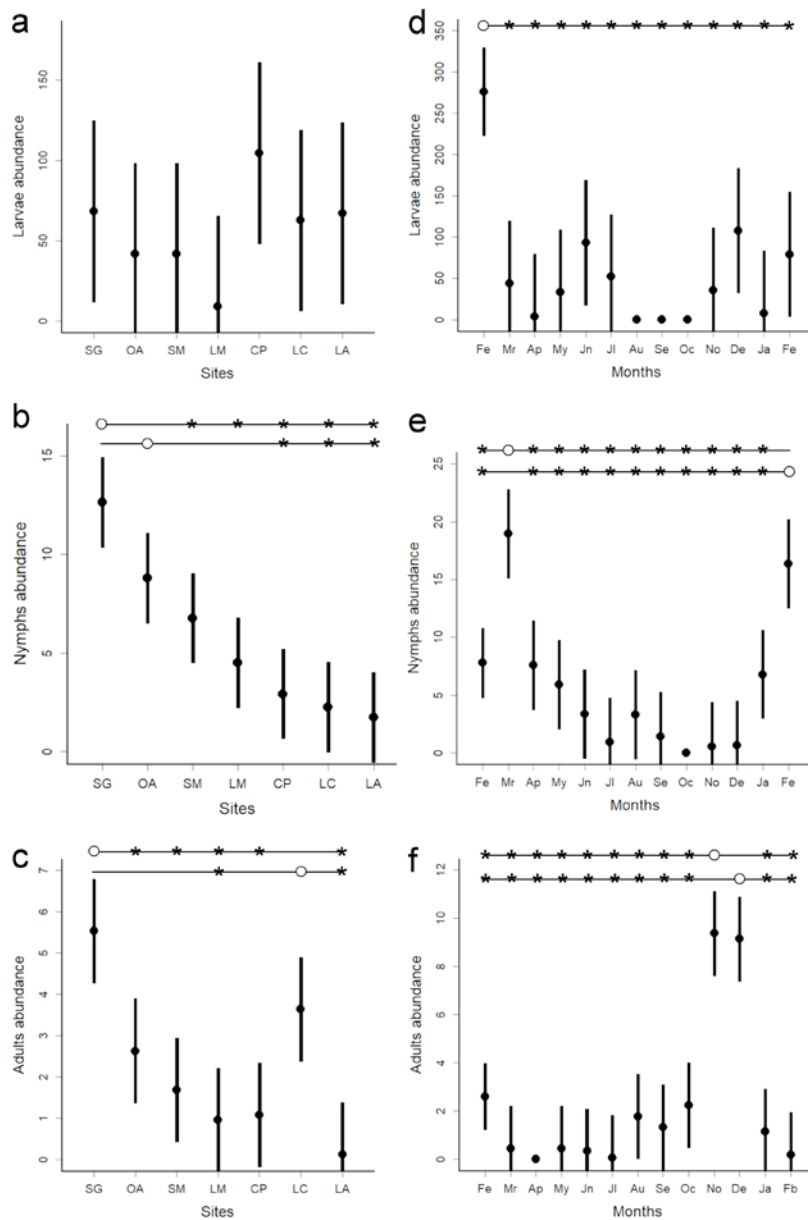 a
Larvae abundance
150
100
50
0
SG OA SM LM CP LC LA
Sites
b
Nymphs abundance
15
10
5
0
SG OA SM LM CP LC LA
Sites
c
Adults abundance
7
6
5
4
3
2
1
0
SG OA SM LM CP LC LA
Sites
d
Larvae abundance
350
300
250
200
150
100
50
0
Fe Mr Ap My Jn Jl Au Se Oc No De Ja Fe
Months
e
Nymphs abundance
25
20
15
10
5
0
Fe Mr Ap My Jn Jl Au Se Oc No De Ja Fe
Months
f
Adults abundance
12
10
8
6
4
2
0
Fe Mr Ap My Jn Jl Au Se Oc No De Ja Fb
Months